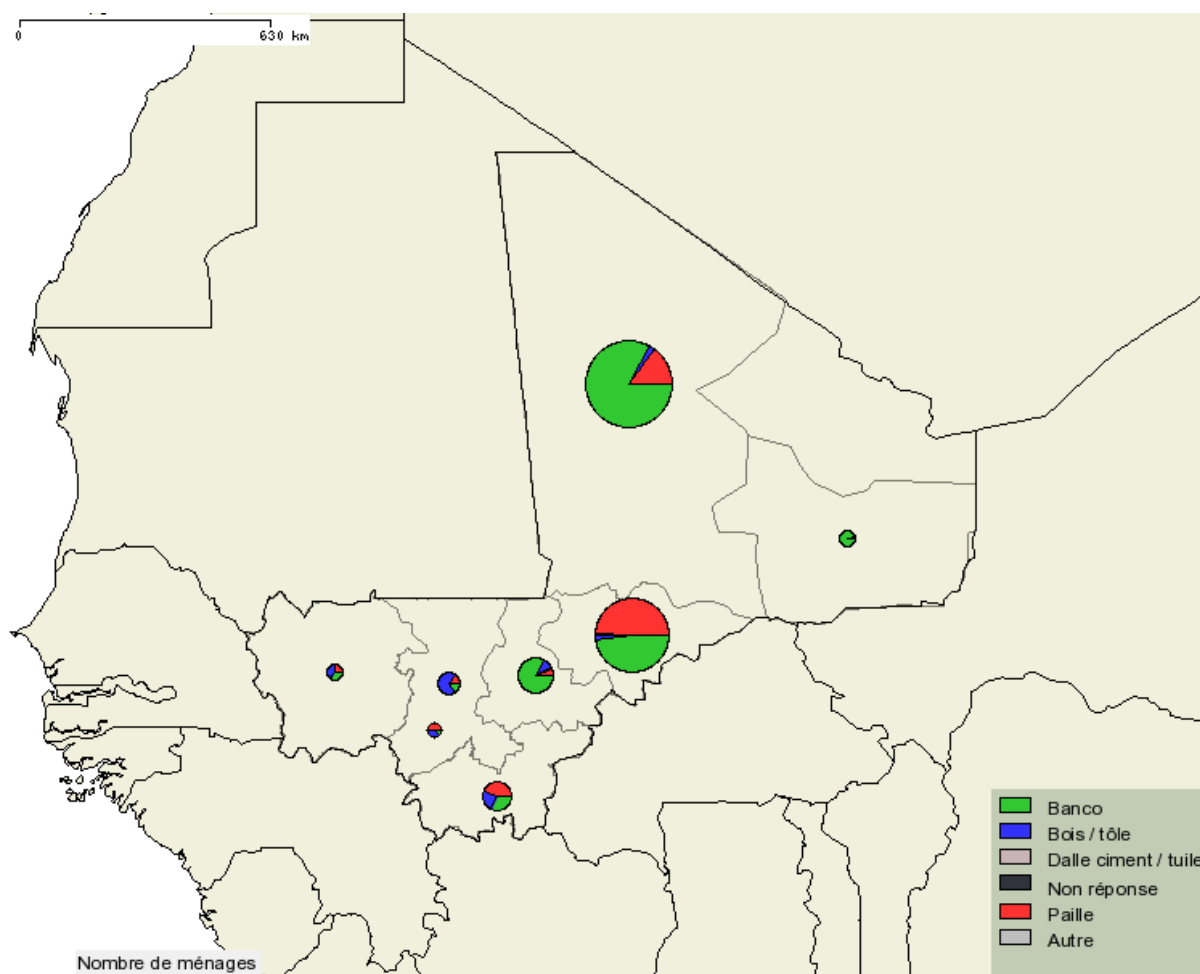 0 630 km
Banco
Bois / tôle
Dalle ciment / tuile
Non réponse
Paille
Autre
Nombre de ménages